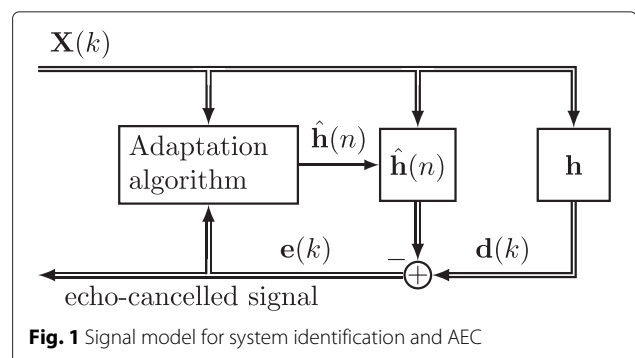 X(k)
Adaptation
algorithm
ĥ(n)
ĥ(n)
h
e(k)
−
+
d(k)
echo-cancelled signal
Fig. 1 Signal model for system identification and AEC